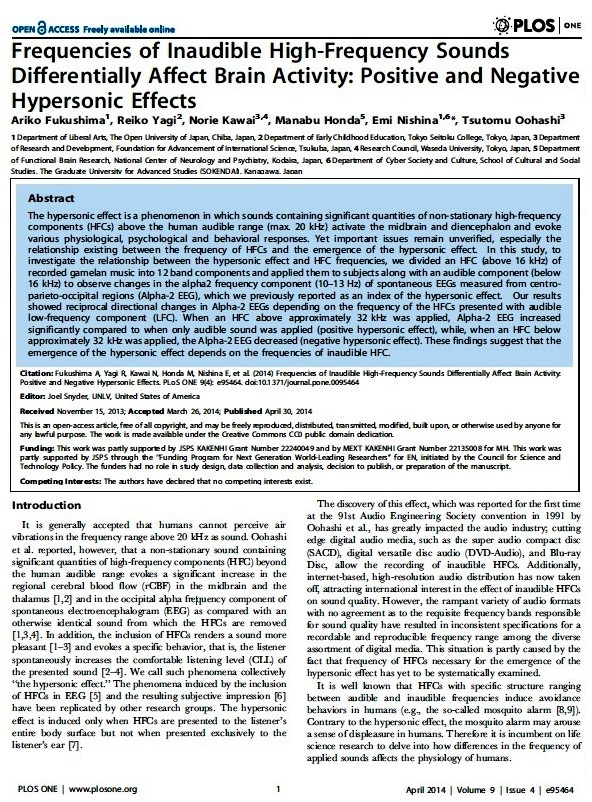 OPEN ACCESS Freely available online
PLOS ONE
Frequencies of Inaudible High-Frequency Sounds
Differentially Affect Brain Activity: Positive and Negative
Hypersonic Effects
Ariko Fukushima1, Reiko Yagi2, Norie Kawai3,4, Manabu Honda5, Emi Nishina1,6*, Tsutomu Oohashi3
1 Department of Liberal Arts, The Open University of Japan, Chiba, Japan, 2 Department of Early Childhood Education, Tokyo Seitoku College, Tokyo, Japan, 3 Department
of Research and Development, Foundation for Advancement of International Science, Tsukuba, Japan, 4 Research Council, Waseda University, Tokyo, Japan, 5 Department
of Functional Brain Research, National Center of Neurology and Psychiatry, Kodaira, Japan, 6 Department of Cyber Society and Culture, School of Cultural and Social
Studies, The Graduate University for Advanced Studies (SOKENDAI), Kanagawa, Japan
Abstract
The hypersonic effect is a phenomenon in which sounds containing significant quantities of non-stationary high-frequency
components (HFCs) above the human audible range (max. 20 kHz) activate the midbrain and diencephalon and evoke
various physiological, psychological and behavioral responses. Yet important issues remain unverified, especially the
relationship existing between the frequency of HFCs and the emergence of the hypersonic effect. In this study, to
investigate the relationship between the hypersonic effect and HFC frequencies, we divided an HFC (above 16 kHz) of
recorded gamelan music into 12 band components and applied them to subjects along with an audible component (below
16 kHz) to observe changes in the alpha2 frequency component (10–13 Hz) of spontaneous EEGs measured from centro-
parieto-occipital regions (Alpha-2 EEG), which we previously reported as an index of the hypersonic effect. Our results
showed reciprocal directional changes in Alpha-2 EEGs depending on the frequency of the HFCs presented with audible
low-frequency component (LFC). When an HFC above approximately 32 kHz was applied, Alpha-2 EEG increased
significantly compared to when only audible sound was applied (positive hypersonic effect), while, when an HFC below
approximately 32 kHz was applied, the Alpha-2 EEG decreased (negative hypersonic effect). These findings suggest that the
emergence of the hypersonic effect depends on the frequencies of inaudible HFC.
Citation: Fukushima A, Yagi R, Kawai N, Honda M, Nishina E, et al. (2014) Frequencies of Inaudible High-Frequency Sounds Differentially Affect Brain Activity:
Positive and Negative Hypersonic Effects. PLoS ONE 9(4): e95464. doi:10.1371/journal.pone.0095464
Editor: Joel Snyder, UNLV, United States of America
Received November 15, 2013; Accepted March 26, 2014; Published April 30, 2014
This is an open-access article, free of all copyright, and may be freely reproduced, distributed, transmitted, modified, built upon, or otherwise used by anyone for
any lawful purpose. The work is made available under the Creative Commons CC0 public domain dedication.
Funding: This work was partly supported by JSPS KAKENHI Grant Number 22240049 and by MEXT KAKENHI Grant Number 22135008 for MH. This work was
partly supported by JSPS through the "Funding Program for Next Generation World-Leading Researchers" for EN, initiated by the Council for Science and
Technology Policy. The funders had no role in study design, data collection and analysis, decision to publish, or preparation of the manuscript.
Competing Interests: The authors have declared that no competing interests exist.
Introduction
It is generally accepted that humans cannot perceive air
vibrations in the frequency range above 20 kHz as sound. Oohashi
et al. reported, however, that a non-stationary sound containing
significant quantities of high-frequency components (HFC) beyond
the human audible range evokes a significant increase in the
regional cerebral blood flow (rCBF) in the midbrain and the
thalamus [1,2] and in the occipital alpha frequency component of
spontaneous electroencephalogram (EEG) as compared with an
otherwise identical sound from which the HFCs are removed
[1,3,4]. In addition, the inclusion of HFCs renders a sound more
pleasant [1–3] and evokes a specific behavior, that is, the listener
spontaneous increases the comfortable listening level (CLL) of
the presented sound [2–4]. We call such phenomena collectively
"the hypersonic effect." The phenomena induced by the inclusion
of HFCs in EEG [5] and the resulting subjective impression [6]
have been replicated by other research groups. The hypersonic
effect is induced only when HFCs are presented to the listener's
entire body surface but not when presented exclusively to the
listener's ear [7].
The discovery of this effect, which was reported for the first time
at the 91st Audio Engineering Society convention in 1991 by
Oohashi et al., has greatly impacted the audio industry; cutting
edge digital audio media, such as the super audio compact disc
(SACD), digital versatile disc audio (DVD-Audio), and Blu-ray
Disc, allow the recording of inaudible HFCs. Additionally,
internet-based, high-resolution audio distribution has now taken
off, attracting international interest in the effect of inaudible HFCs
on sound quality. However, the rampant variety of audio formats
with no agreement as to the requisite frequency bands responsible
for sound quality have resulted in inconsistent specifications for a
recordable and reproducible frequency range among the diverse
assortment of digital media. This situation is partly caused by the
fact that frequency of HFCs necessary for the emergence of the
hypersonic effect has yet to be systematically examined.
It is well known that HFCs with specific structure ranging
between audible and inaudible frequencies induce avoidance
behaviors in humans (e.g., the so-called mosquito alarm [8,9]).
Contrary to the hypersonic effect, the mosquito alarm may arouse
a sense of displeasure in humans. Therefore it is incumbent on life
science research to delve into how differences in the frequency of
applied sounds affects the physiology of humans.
PLOS ONE | www.plosone.org
1
April 2014 | Volume 9 | Issue 4 | e95464